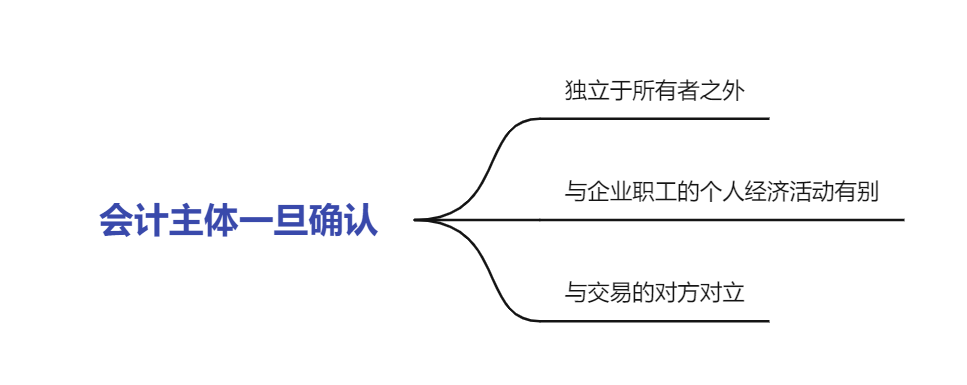 独立于所有者之外
与企业职工的个人经济活动有别
会计主体一旦确认
与交易的对方对立